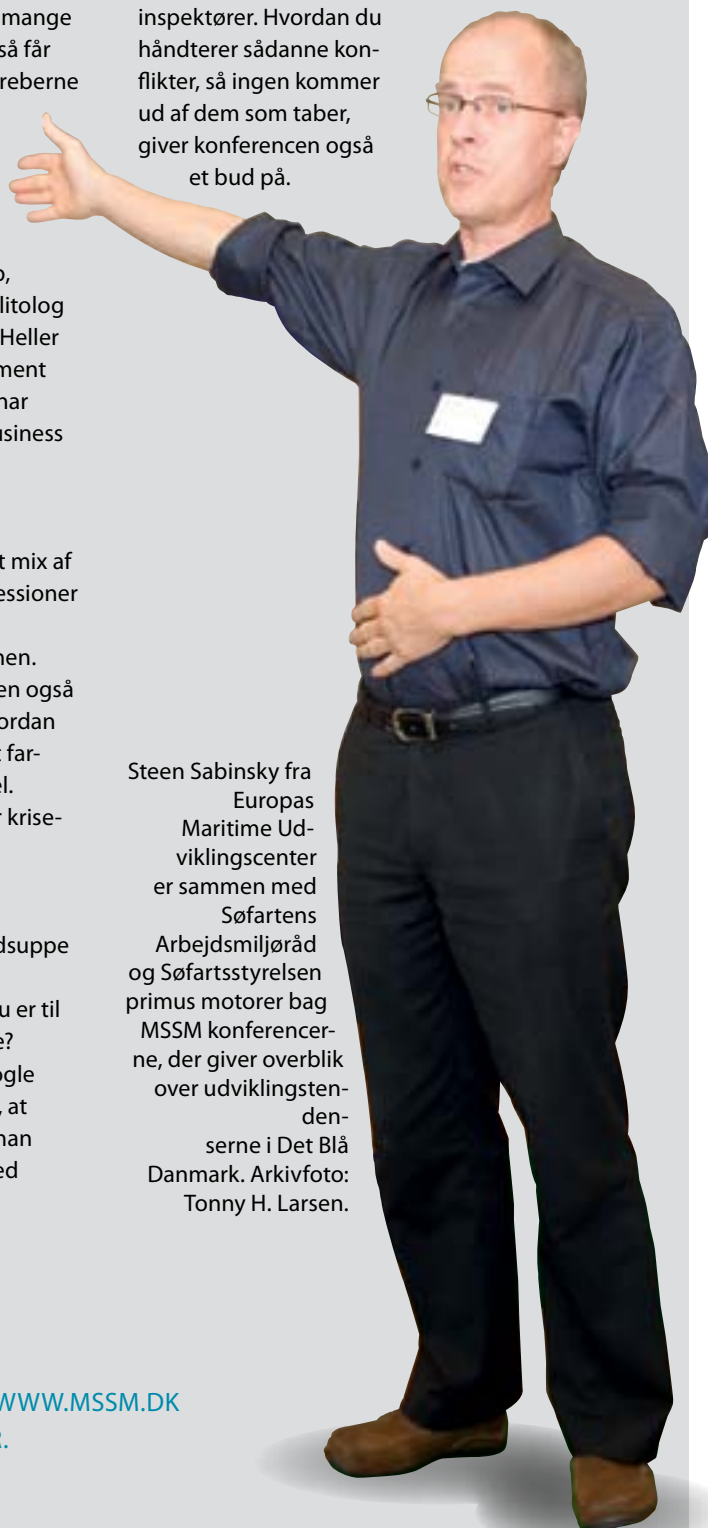 mange
så får
reberne
o,
litolog
Heller
ment
har
usiness
t mix af
essioner
nen.
en også
ordan
t far-
el.
r krise-
dsuppe
u er til
e?
ogle
, at
man
ed
WWW.MSSM.DK
R.
inspektører. Hvordan du
håndterer sådanne kon-
flikter, så ingen kommer
ud af dem som taber,
giver konferencen også
et bud på.
Steen Sabinsky fra
Europas
Maritime Ud-
viklingscenter
er sammen med
Søfartens
Arbejdsmiljøråd
og Søfartsstyrelsen
primus motorer bag
MSSM konferencer-
ne, der giver overblik
over udviklingsten-
den-
serne i Det Blå
Danmark. Arkivfoto:
Tonny H. Larsen.